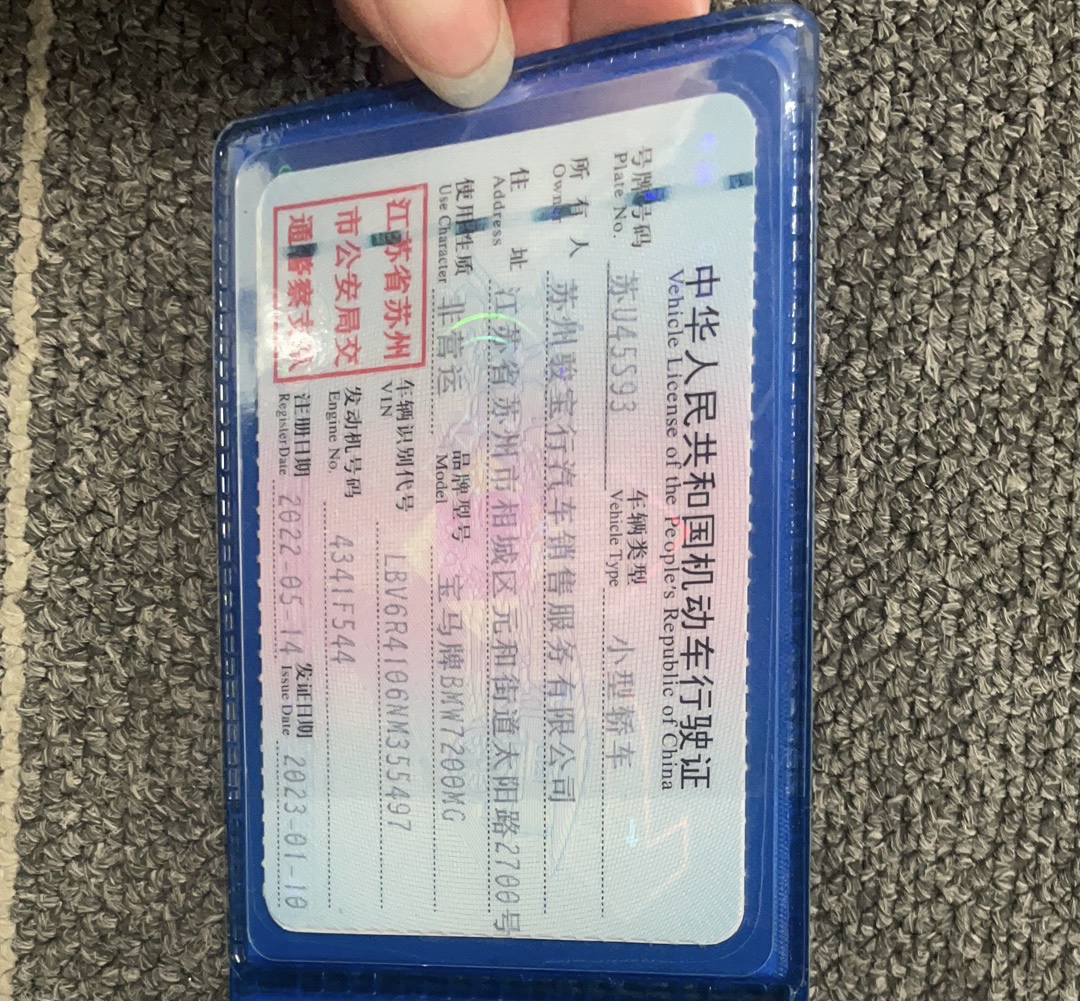 中华人民共和国机动车行驶证
Vehicle License of the People's Republic of China
号牌号码 苏U45S93 车辆类型 小型轿车
Plate No. Vehicle Type
所有人 苏州骏宝行汽车销售服务有限公司
Owner
住址 江苏省苏州市相城区元和街道太阳路2700号
Address
使用性质 非营运 品牌型号 宝马牌BMW7200MG
Use Character Model
江苏省苏州
市公安局交
通警察支队
车辆识别代号 LBV6R4106NM355497
VIN
发动机号码 4341F544
Engine No.
注册日期 2022-05-14 发证日期 2023-01-10
Register Date Issue Date